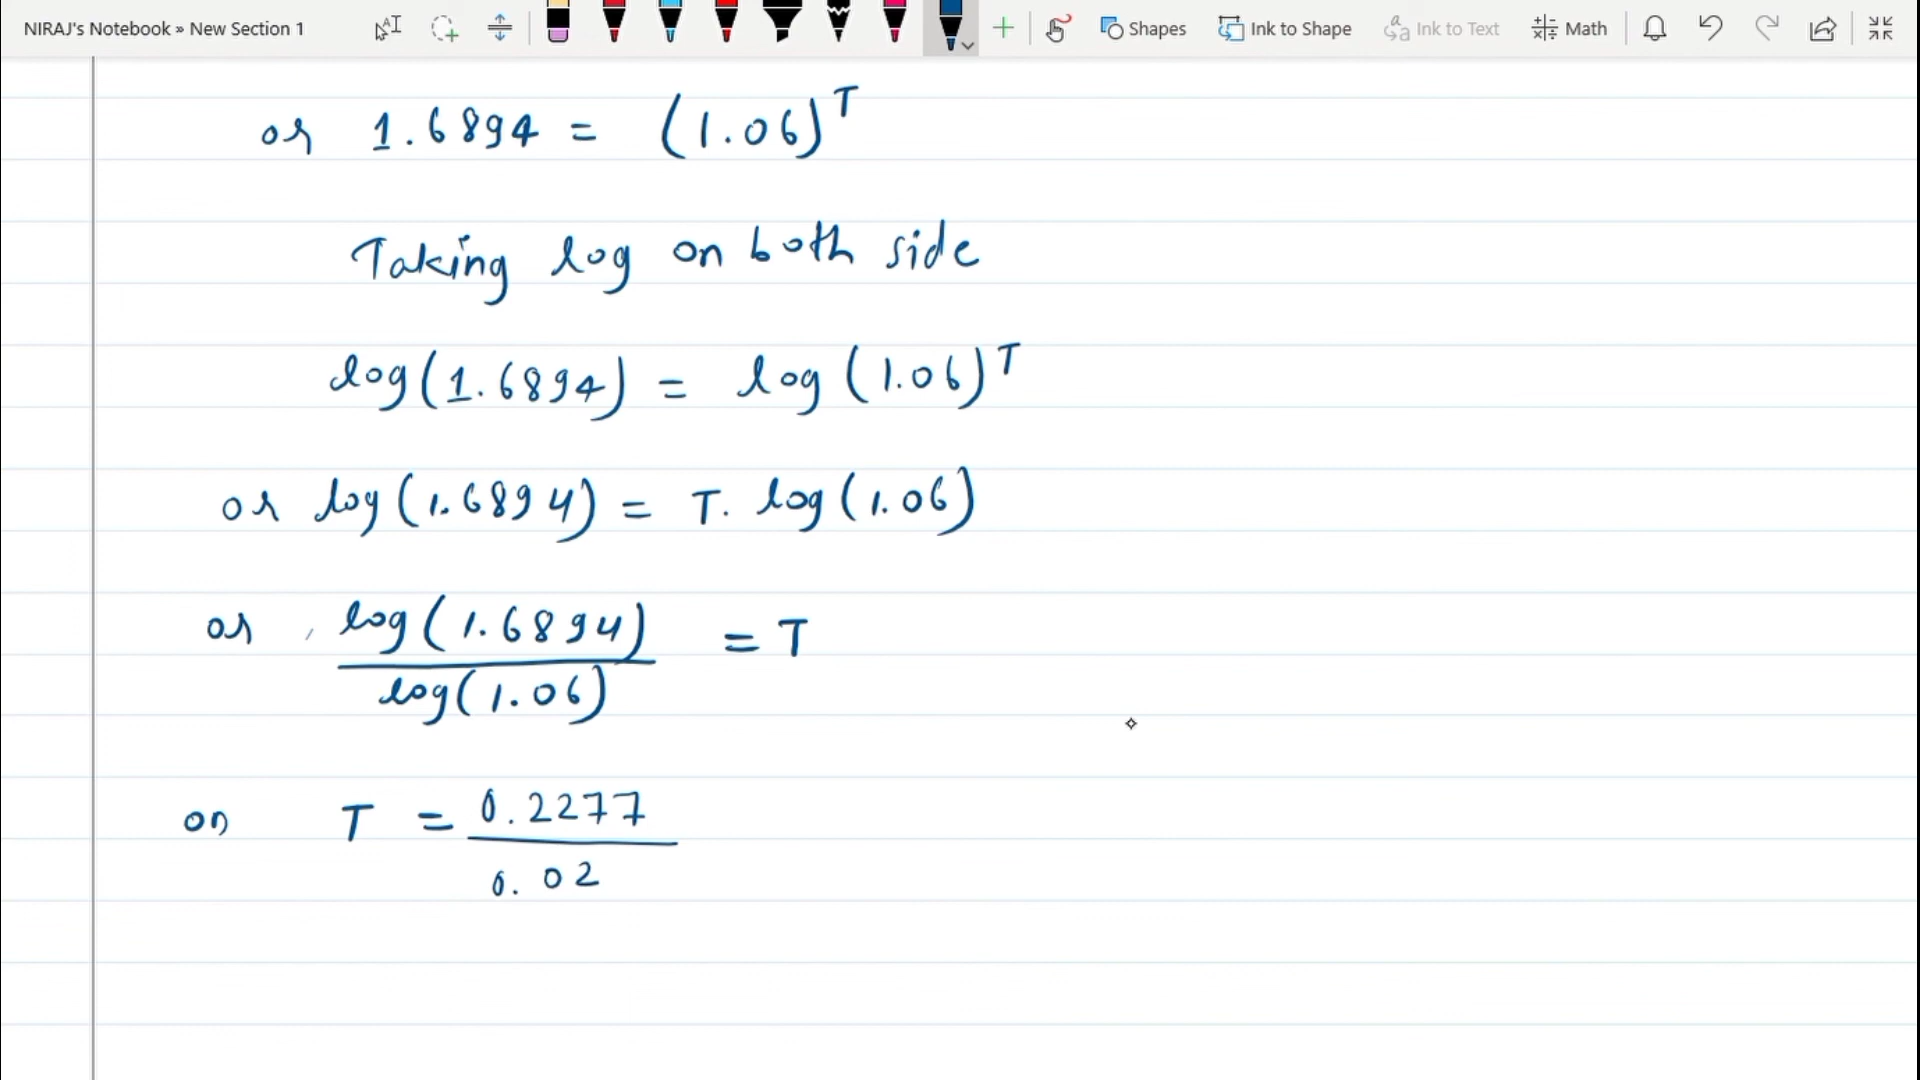 NIRAJ's Notebook » New Section 1 Shapes Ink to Shape Ink to Text Math
or 1.6894 = (1.06)^T
Taking log on both side
log(1.6894) = log(1.06)^T
or log(1.6894) = T. log(1.06)
or log(1.6894) / log(1.06) = T
or T = 0.2277 / 0.02